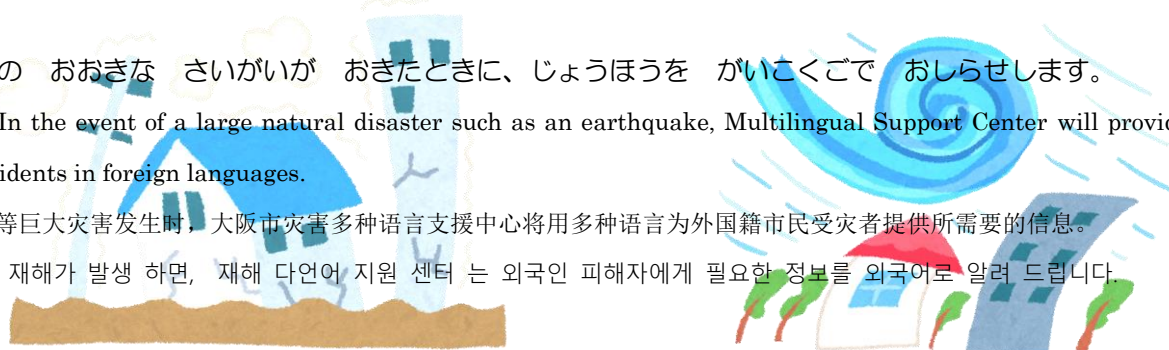 の　おおきな　さいがいが　おきたときに、じょうほうを　がいこくごで　おしらせします。
In the event of a large natural disaster such as an earthquake, Multilingual Support Center will provid
idents in foreign languages.
等巨大灾害发生时，大阪市灾害多种语言支援中心将用多种语言为外国籍市民受灾者提供所需要的信息。
재해가 발생 하면, 재해 다언어 지원 센터 는 외국인 피해자에게 필요한 정보를 외국어로 알려 드립니다.